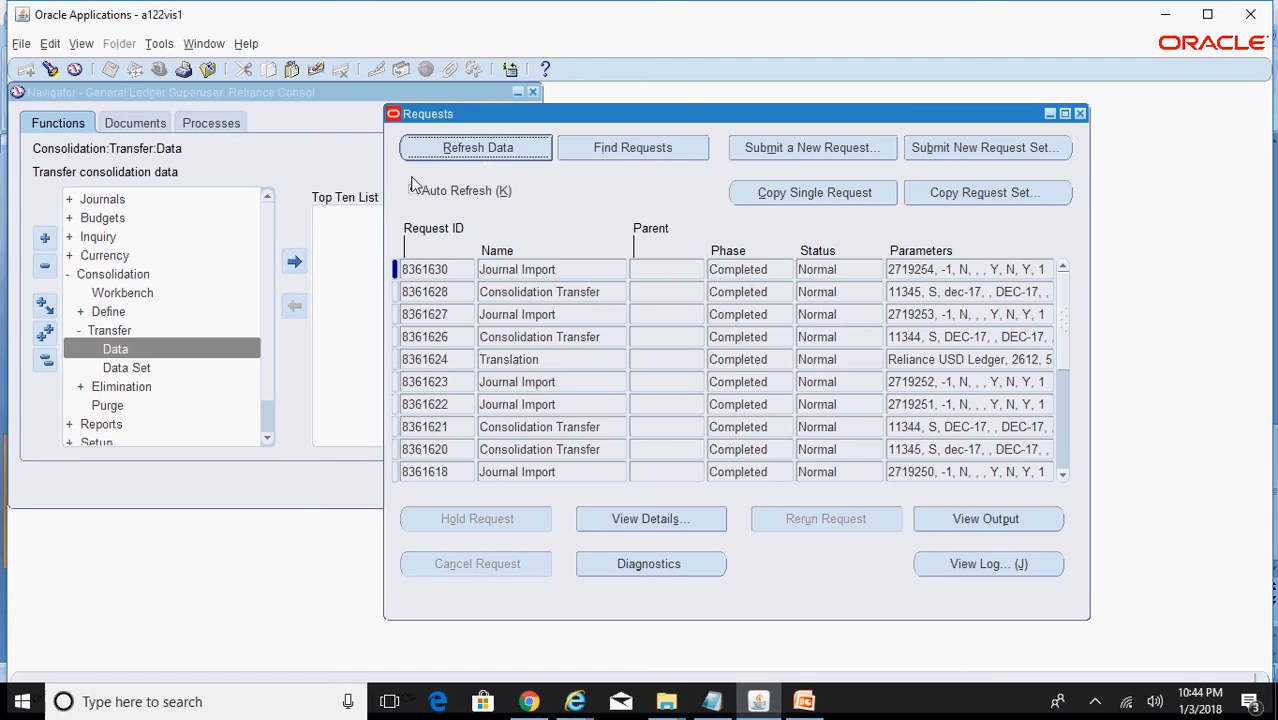 Oracle Applications - a122vis1
File Edit View Folder Tools Window Help
ORACLE
Navigator - General Ledger Superuser Reliance Consol
Functions Documents Processes
Consolidation:Transfer:Data
Transfer consolidation data
+ Journals
+ Budgets
+ Inquiry
+ Currency
- Consolidation
Workbench
+ Define
- Transfer
Data
Data Set
+ Elimination
Purge
+ Reports
+ Setup
Top Ten List
Requests
Refresh Data Find Requests Submit a New Request... Submit New Request Set...
Auto Refresh (K) Copy Single Request Copy Request Set...
Request ID Name Parent Phase Status Parameters
8361630 Journal Import Completed Normal 2719254, -1, N, , , Y, N, Y, 1
8361628 Consolidation Transfer Completed Normal 11345, S, dec-17, , DEC-17, ,
8361627 Journal Import Completed Normal 2719253, -1, N, , , Y, N, Y, 1
8361626 Consolidation Transfer Completed Normal 11344, S, DEC-17, , DEC-17, ,
8361624 Translation Completed Normal Reliance USD Ledger, 2612, 5
8361623 Journal Import Completed Normal 2719252, -1, N, , , Y, N, Y, 1
8361622 Journal Import Completed Normal 2719251, -1, N, , , Y, N, Y, 1
8361621 Consolidation Transfer Completed Normal 11344, S, DEC-17, , DEC-17, ,
8361620 Consolidation Transfer Completed Normal 11345, S, dec-17, , DEC-17, ,
8361618 Journal Import Completed Normal 2719250, -1, N, , , Y, N, Y, 1
Hold Request View Details... Rerun Request View Output
Cancel Request Diagnostics View Log... (J)
Type here to search
10:44 PM
1/3/2018
3